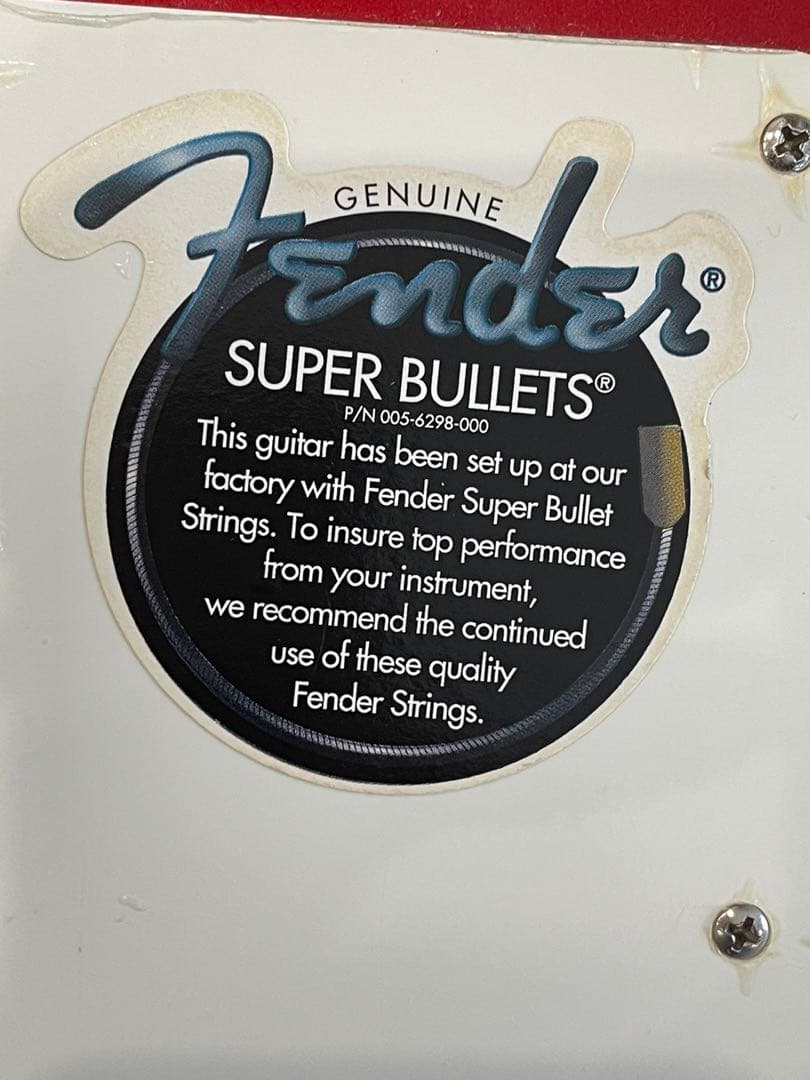 GENUINE
Fender®
SUPER BULLETS®
P/N 005-6298-000
This guitar has been set up at our
factory with Fender Super Bullet
Strings. To insure top performance
from your instrument,
we recommend the continued
use of these quality
Fender Strings.